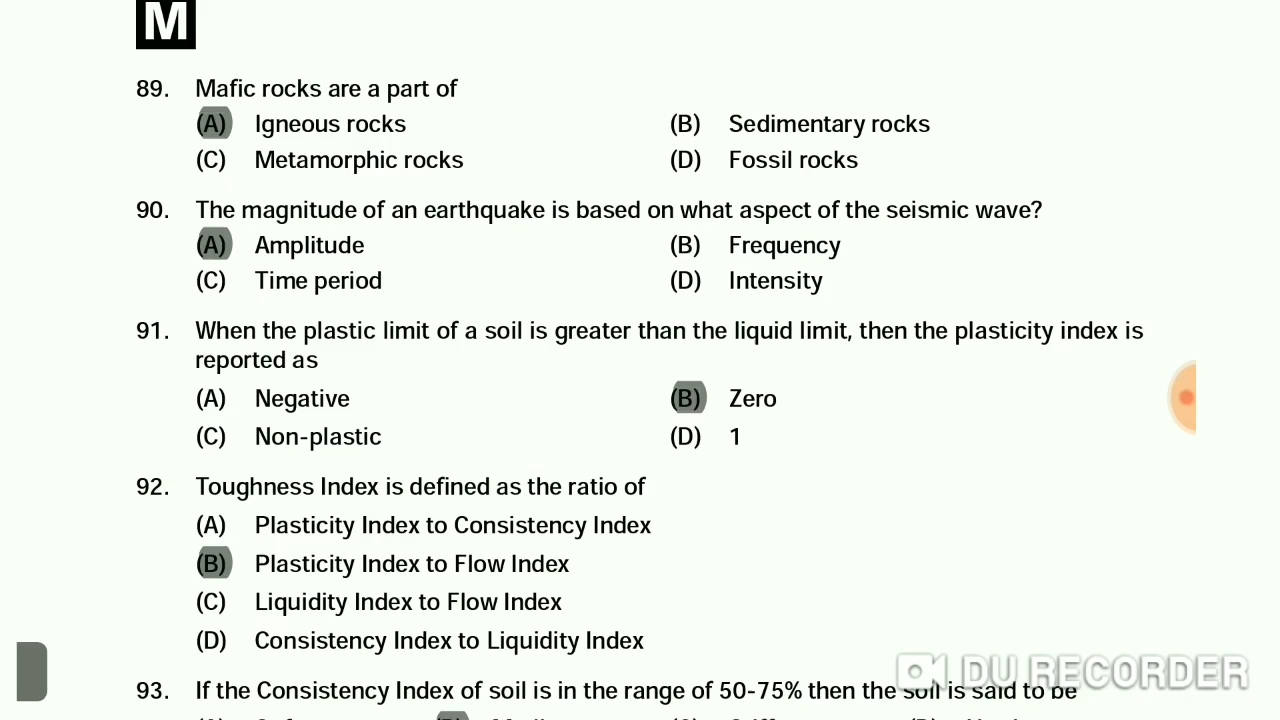 M
89. Mafic rocks are a part of
(A) Igneous rocks (B) Sedimentary rocks
(C) Metamorphic rocks (D) Fossil rocks
90. The magnitude of an earthquake is based on what aspect of the seismic wave?
(A) Amplitude (B) Frequency
(C) Time period (D) Intensity
91. When the plastic limit of a soil is greater than the liquid limit, then the plasticity index is
reported as
(A) Negative (B) Zero
(C) Non-plastic (D) 1
92. Toughness Index is defined as the ratio of
(A) Plasticity Index to Consistency Index
(B) Plasticity Index to Flow Index
(C) Liquidity Index to Flow Index
(D) Consistency Index to Liquidity Index
DU RECORDER
93. If the Consistency Index of soil is in the range of 50-75% then the soil is said to be